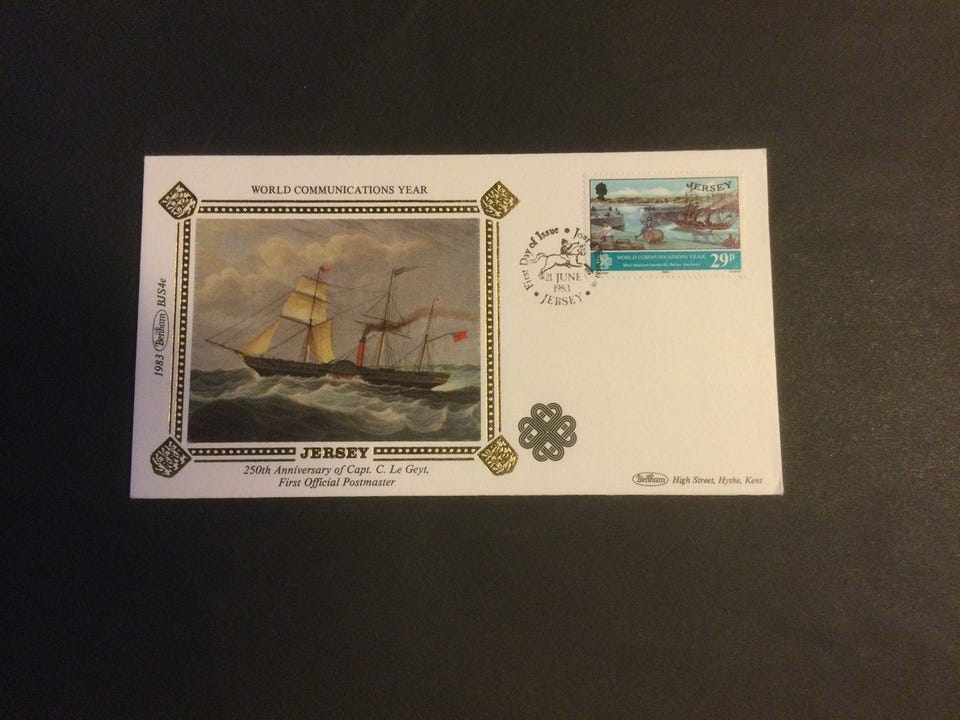 WORLD COMMUNICATIONS YEAR
1983 Benham BJS4e
JERSEY
250th Anniversary of Capt. C. Le Geyt,
First Official Postmaster
First Day of Issue
21 JUNE
1983
JERSEY
JERSEY
WORLD COMMUNICATIONS YEAR
29p
Benham High Street, Hythe, Kent